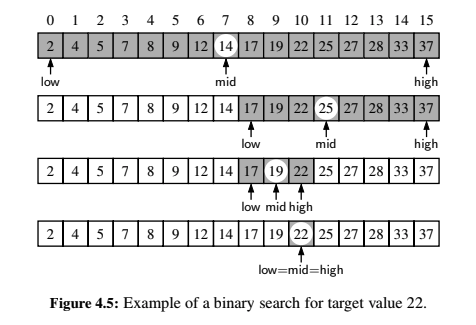 0 1 2 3 4 5 6 7 8 9 10 11 12 13 14 15
2 4 5 7 8 9 12 14 17 19 22 25 27 28 33 37
low mid high
2 4 5 7 8 9 12 14 17 19 22 25 27 28 33 37
low mid high
2 4 5 7 8 9 12 14 17 19 22 25 27 28 33 37
low mid high
2 4 5 7 8 9 12 14 17 19 22 25 27 28 33 37
low=mid=high
Figure 4.5: Example of a binary search for target value 22.